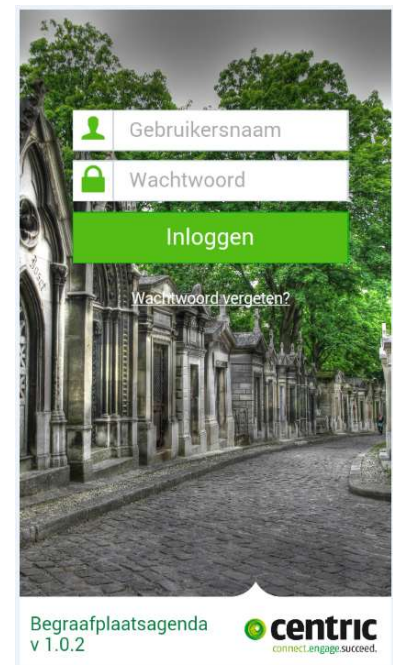 Gebruikersnaam
Wachtwoord
Inloggen
Wachtwoord vergeten?
Begraafplaatsagenda
v 1.0.2
centric
connect.engage.succeed.